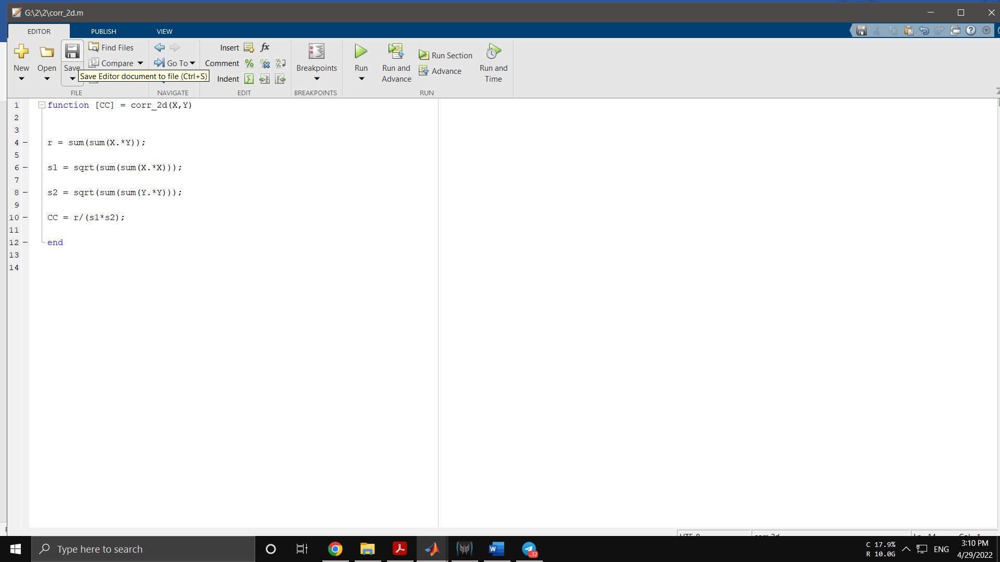 G:\2\2\corr_2d.m
EDITOR PUBLISH VIEW
New Open Save
Find Files
Compare
Go To
Save Editor document to file (Ctrl+S)
Insert fx
Comment
Indent
Breakpoints
Run
Run and Advance
Run Section
Advance
Run and Time
FILE NAVIGATE EDIT BREAKPOINTS RUN
1 function [CC] = corr_2d(X,Y)
2
3
4 r = sum(sum(X.*Y));
5
6 s1 = sqrt(sum(sum(X.*X)));
7
8 s2 = sqrt(sum(sum(Y.*Y)));
9
10 CC = r/(s1*s2);
11
12 end
13
14
Type here to search
..32
C 17.9%
R 10.0G
ENG
3:10 PM
4/29/2022